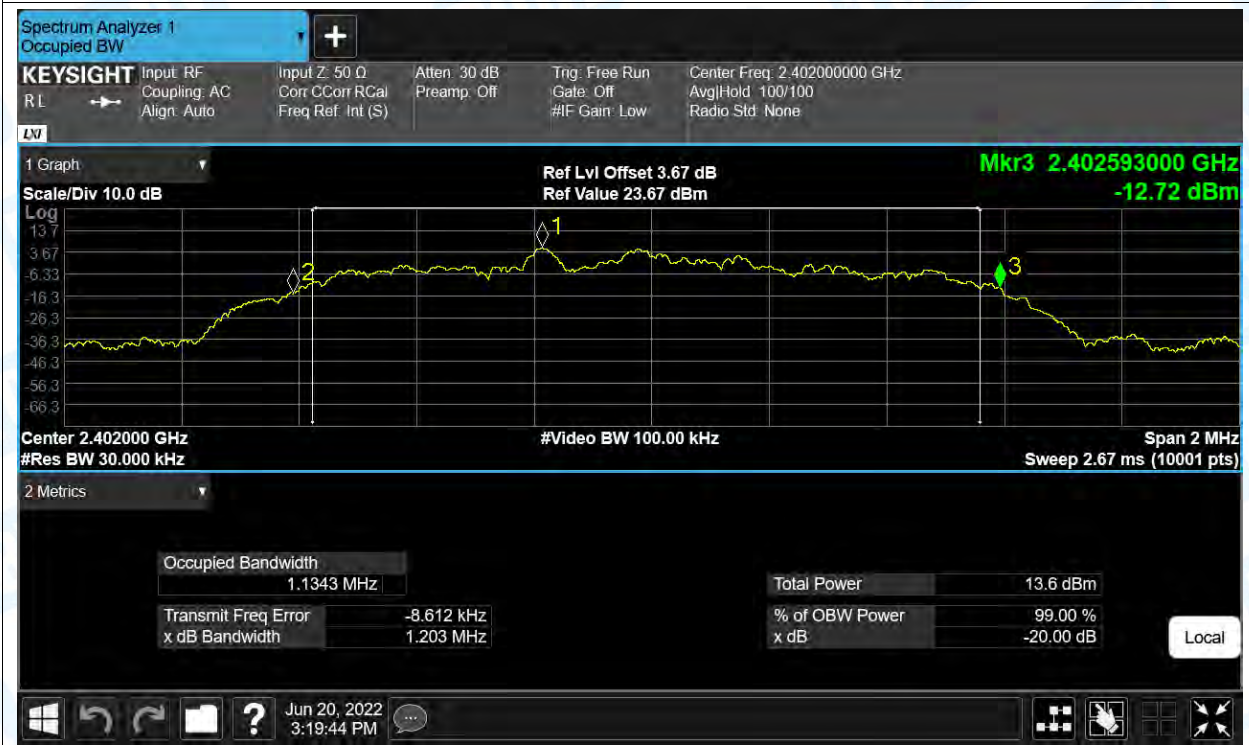 Spectrum Analyzer 1
Occupied BW
KEYSIGHT
R L
LXI
Input: RF
Coupling: AC
Align: Auto
Input Z: 50 Ω
Corr CCorr RCal
Freq Ref: Int (S)
Atten: 30 dB
Preamp: Off
Trig: Free Run
Gate: Off
#IF Gain: Low
Center Freq: 2.402000000 GHz
Avg|Hold: 100/100
Radio Std: None
1 Graph
Scale/Div 10.0 dB
Ref Lvl Offset 3.67 dB
Ref Value 23.67 dBm
Mkr3 2.402593000 GHz
-12.72 dBm
Log
13.7
3.67
-6.33
-16.3
-26.3
-36.3
-46.3
-56.3
-66.3
1
2
3
Center 2.402000 GHz
#Res BW 30.000 kHz
#Video BW 100.00 kHz
Span 2 MHz
Sweep 2.67 ms (10001 pts)
2 Metrics
Occupied Bandwidth
1.1343 MHz
Transmit Freq Error -8.612 kHz
x dB Bandwidth 1.203 MHz
Total Power 13.6 dBm
% of OBW Power 99.00 %
x dB -20.00 dB
Local
?
Jun 20, 2022
3:19:44 PM